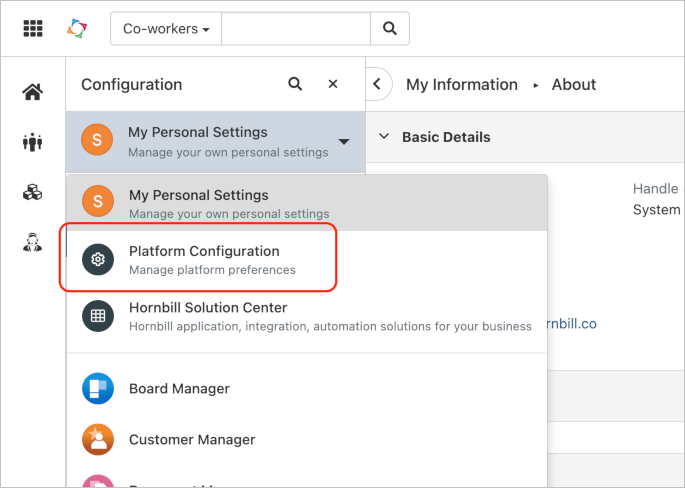 Co-workers
Configuration
My Information ▸ About
S
My Personal Settings
Manage your own personal settings
Basic Details
S
My Personal Settings
Manage your own personal settings
Handle
System
Platform Configuration
Manage platform preferences
Hornbill Solution Center
Hornbill application, integration, automation solutions for your business
rnbill.co
Board Manager
Customer Manager